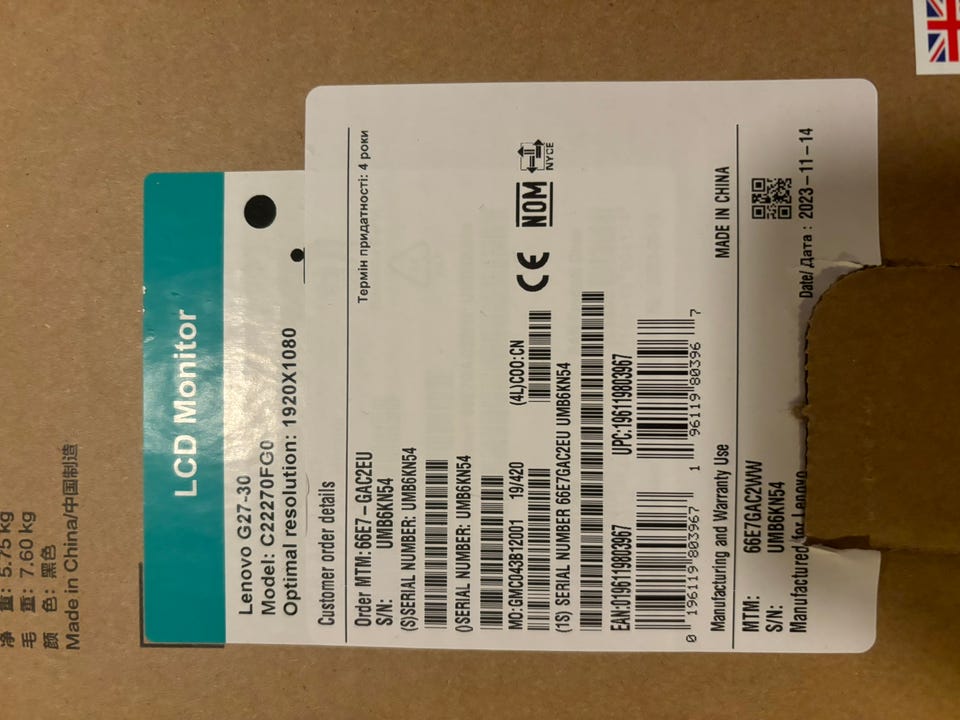 净 重: 5.75 kg
毛 重: 7.60 kg
颜 色: 黑色
Made in China/中国制造
LCD Monitor
Lenovo G27-30
Model: C22270FG0
Optimal resolution: 1920X1080
Customer order details
Термін придатності: 4 роки
Order MTM: 66E7-GAC2EU
S/N: UMB6KN54
(S)SERIAL NUMBER: UMB6KN54
()SERIAL NUMBER: UMB6KN54
MO: GMC043B12001 19/420
(4L)COO:CN
CE NOM NYCE
(1S) SERIAL NUMBER 66E7GAC2EU UMB6KN54
EAN:0196119803967 UPC:196119803967
0 196119 803967 1 96119 80396 7
Manufacturing and Warranty Use MADE IN CHINA
MTM: 66E7GAC2WW
S/N: UMB6KN54
Manufactured for Lenovo Date/Дата : 2023-11-14